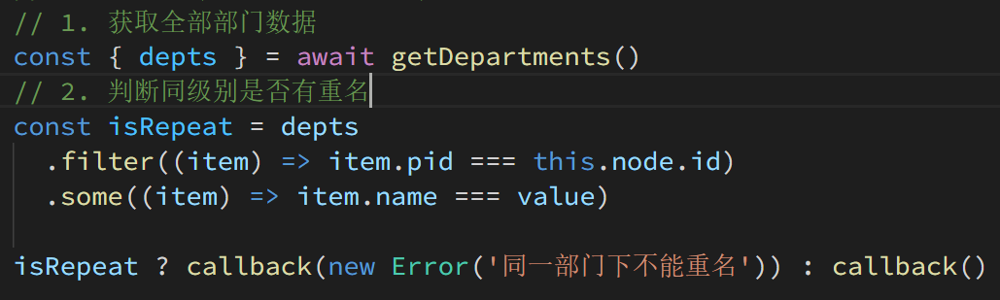 // 1. 获取全部部门数据
const { depts } = await getDepartments()
// 2. 判断同级别是否有重名
const isRepeat = depts
  .filter((item) => item.pid === this.node.id)
  .some((item) => item.name === value)
isRepeat ? callback(new Error('同一部门下不能重名')) : callback()